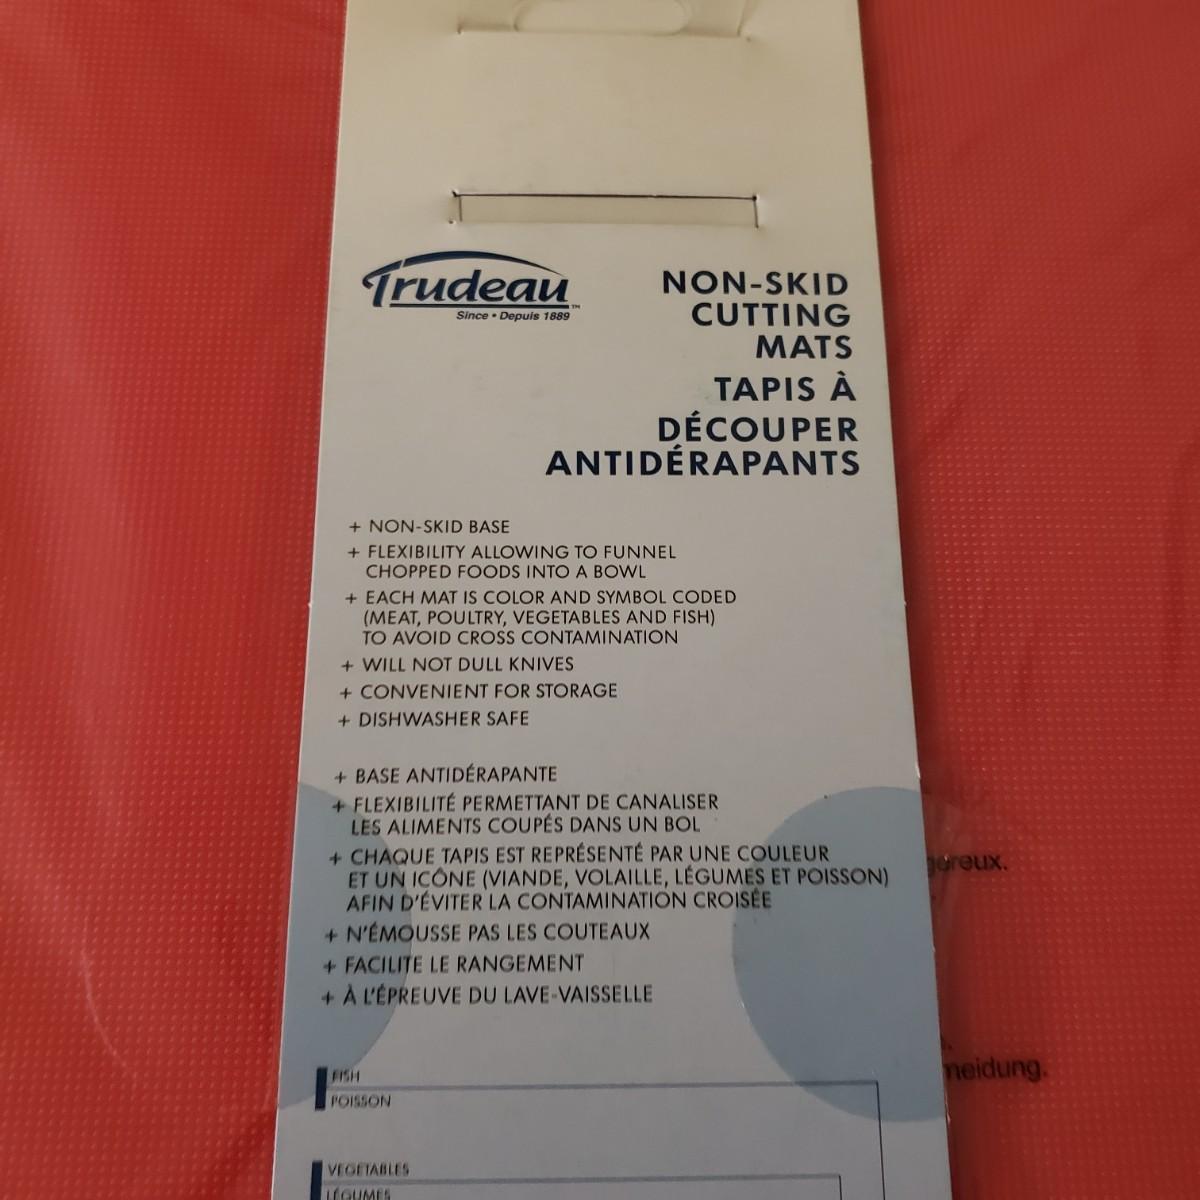 Trudeau™
Since • Depuis 1889
NON-SKID
CUTTING
MATS
TAPIS À
DÉCOUPER
ANTIDÉRAPANTS
+ NON-SKID BASE
+ FLEXIBILITY ALLOWING TO FUNNEL
CHOPPED FOODS INTO A BOWL
+ EACH MAT IS COLOR AND SYMBOL CODED
(MEAT, POULTRY, VEGETABLES AND FISH)
TO AVOID CROSS CONTAMINATION
+ WILL NOT DULL KNIVES
+ CONVENIENT FOR STORAGE
+ DISHWASHER SAFE
+ BASE ANTIDÉRAPANTE
+ FLEXIBILITÉ PERMETTANT DE CANALISER
LES ALIMENTS COUPÉS DANS UN BOL
+ CHAQUE TAPIS EST REPRÉSENTÉ PAR UNE COULEUR
ET UN ICÔNE (VIANDE, VOLAILLE, LÉGUMES ET POISSON)
AFIN D'ÉVITER LA CONTAMINATION CROISÉE
+ N'ÉMOUSSE PAS LES COUTEAUX
+ FACILITE LE RANGEMENT
+ À L'ÉPREUVE DU LAVE-VAISSELLE
FISH
POISSON
VEGETABLES
LÉGUMES